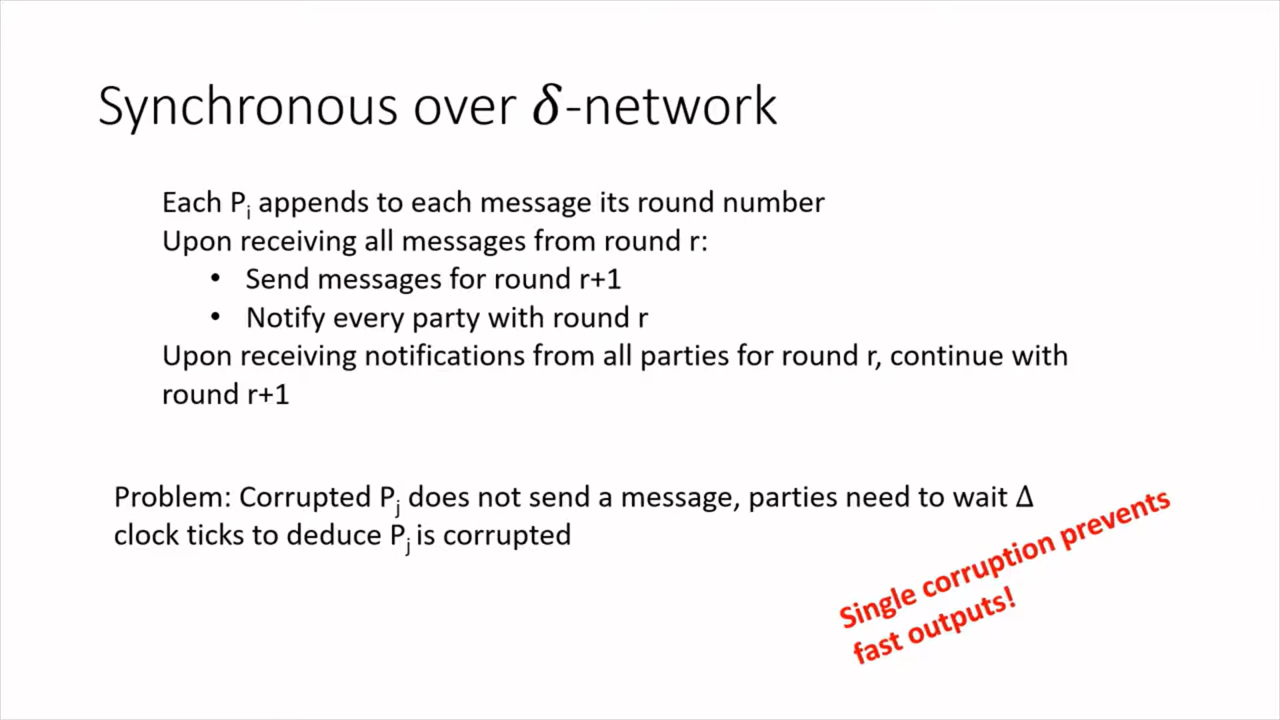 Synchronous over δ-network
Each Pi appends to each message its round number
Upon receiving all messages from round r:
• Send messages for round r+1
• Notify every party with round r
Upon receiving notifications from all parties for round r, continue with
round r+1
Problem: Corrupted Pj does not send a message, parties need to wait Δ
clock ticks to deduce Pj is corrupted
Single corruption prevents
fast outputs!